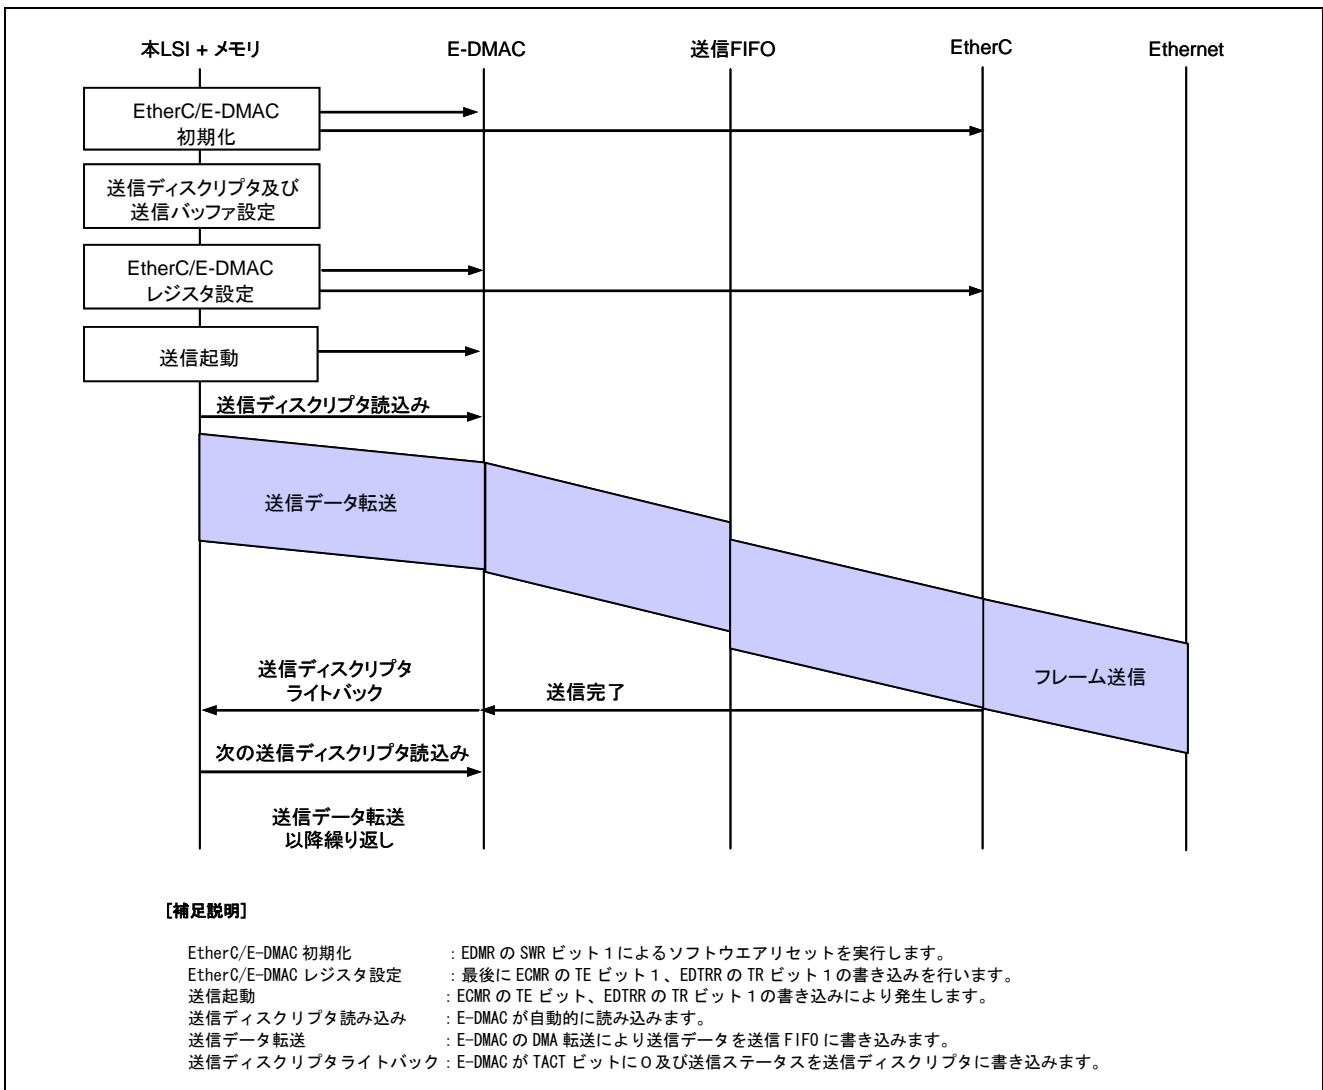 本LSI + メモリ
E-DMAC
送信FIFO
EtherC
Ethernet
EtherC/E-DMAC
初期化
送信ディスクリプタ及び
送信バッファ設定
EtherC/E-DMAC
レジスタ設定
送信起動
送信ディスクリプタ読込み
送信データ転送
送信ディスクリプタ
ライトバック
送信完了
フレーム送信
次の送信ディスクリプタ読込み
送信データ転送
以降繰り返し
[補足説明]
EtherC/E-DMAC 初期化 : EDMR の SWR ビット1によるソフトウエアリセットを実行します。
EtherC/E-DMAC レジスタ設定 : 最後に ECMR の TE ビット1、EDTRR の TR ビット1の書き込みを行います。
送信起動 : ECMR の TE ビット、EDTRR の TR ビット1の書き込みにより発生します。
送信ディスクリプタ読み込み : E-DMAC が自動的に読み込みます。
送信データ転送 : E-DMAC の DMA 転送により送信データを送信 FIFO に書き込みます。
送信ディスクリプタライトバック : E-DMAC が TACT ビットに0及び送信ステータスを送信ディスクリプタに書き込みます。